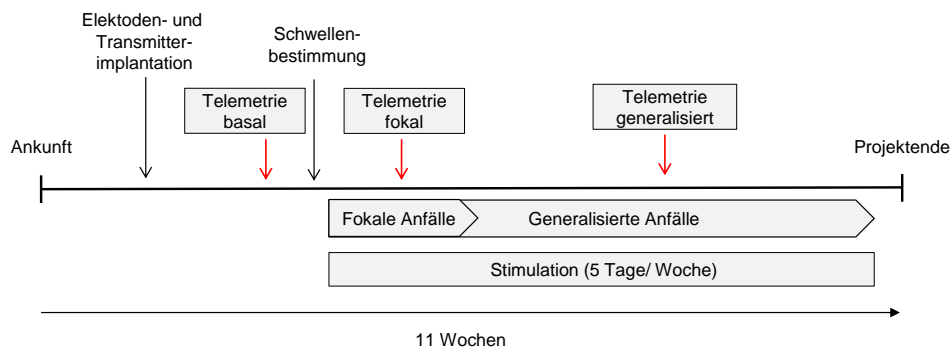 Elektoden- und
Transmitter-
implantation
Schwellen-
bestimmung
Telemetrie
basal
Telemetrie
fokal
Telemetrie
generalisiert
Ankunft
Projektende
Fokale Anfälle
Generalisierte Anfälle
Stimulation (5 Tage/ Woche)
11 Wochen